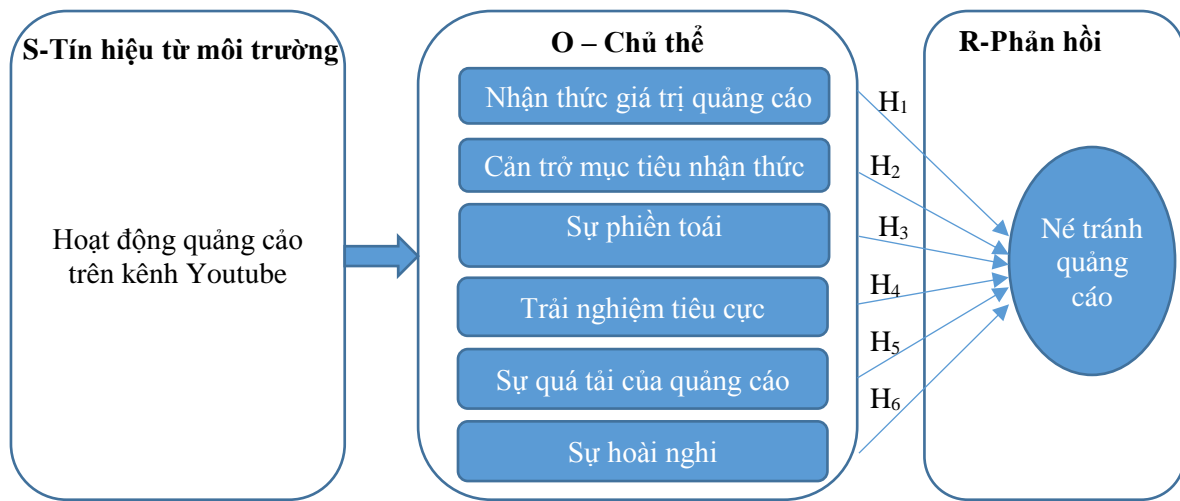 S-Tín hiệu từ môi trường
Hoạt động quảng cảo
trên kênh Youtube
O – Chủ thể
Nhận thức giá trị quảng cáo
Cản trở mục tiêu nhận thức
Sự phiền toái
Trải nghiệm tiêu cực
Sự quá tải của quảng cáo
Sự hoài nghi
H1
H2
H3
H4
H5
H6
R-Phản hồi
Né tránh
quảng
cáo